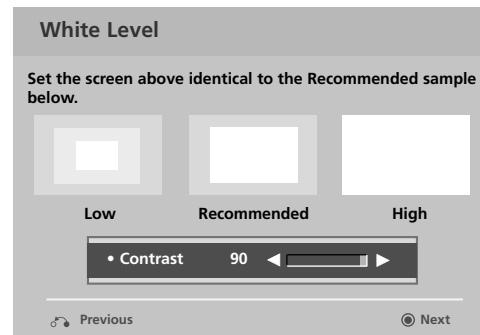 White Level
Set the screen above identical to the Recommended sample
below.
Low Recommended High
• Contrast 90
Previous Next